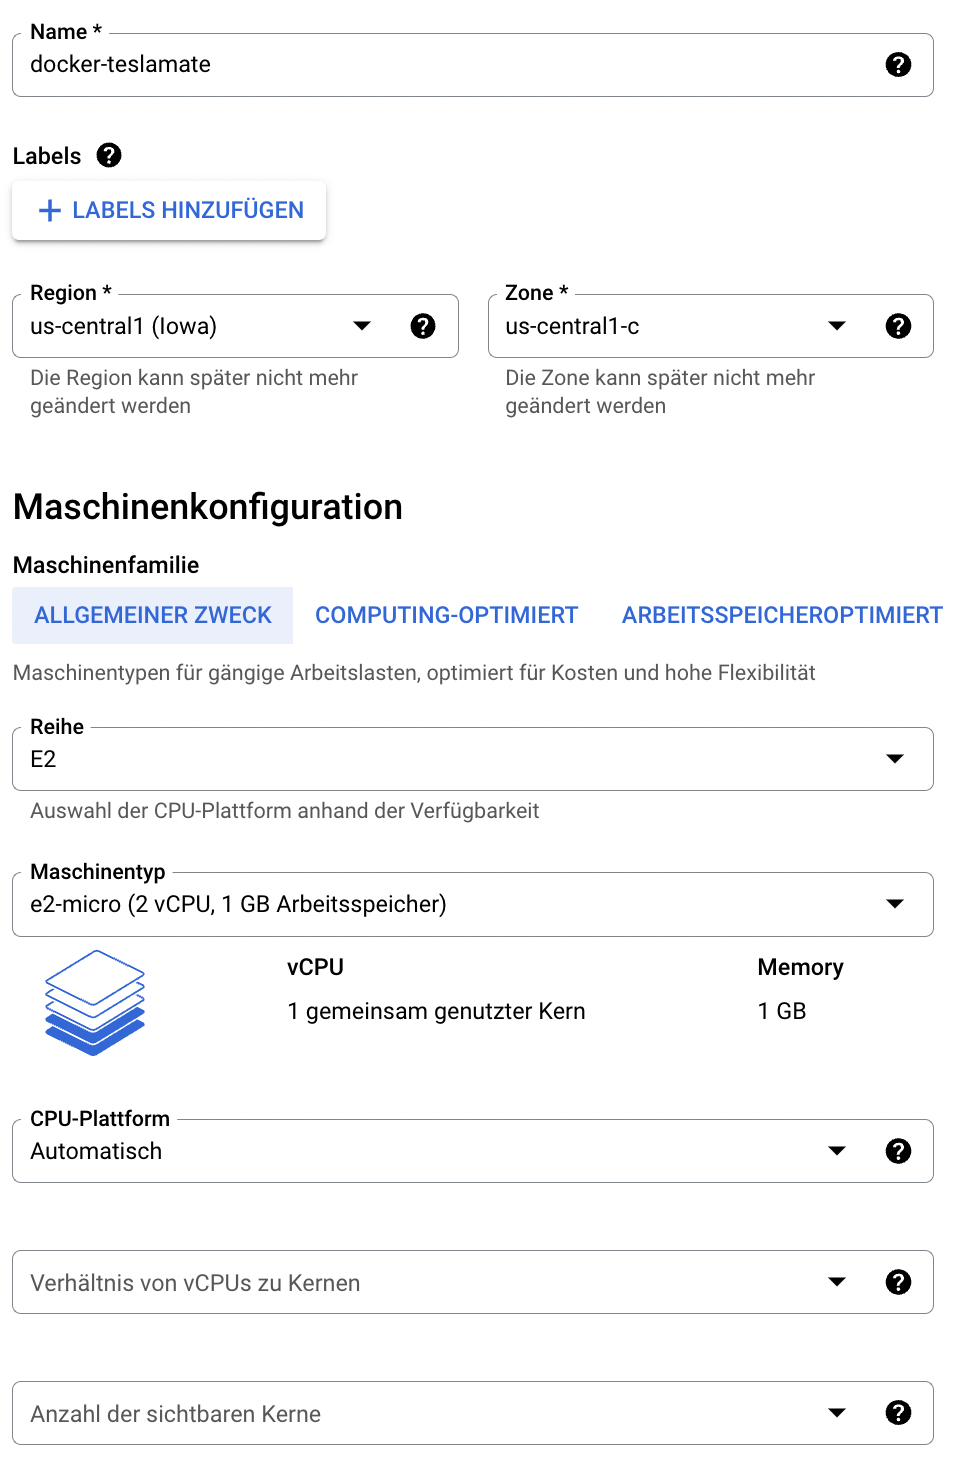 Name *
docker-teslamate
Labels
LABELS HINZUFÜGEN
Region *
us-central1 (Iowa)
Die Region kann später nicht mehr
geändert werden
Zone *
us-central1-c
Die Zone kann später nicht mehr
geändert werden
Maschinenkonfiguration
Maschinenfamilie
ALLGEMEINER ZWECK COMPUTING-OPTIMIERT ARBEITSSPEICHEROPTIMIERT
Maschinentypen für gängige Arbeitslasten, optimiert für Kosten und hohe Flexibilität
Reihe
E2
Auswahl der CPU-Plattform anhand der Verfügbarkeit
Maschinentyp
e2-micro (2 vCPU, 1 GB Arbeitsspeicher)
vCPU Memory
1 gemeinsam genutzter Kern 1 GB
CPU-Plattform
Automatisch
Verhältnis von vCPUs zu Kernen
Anzahl der sichtbaren Kerne